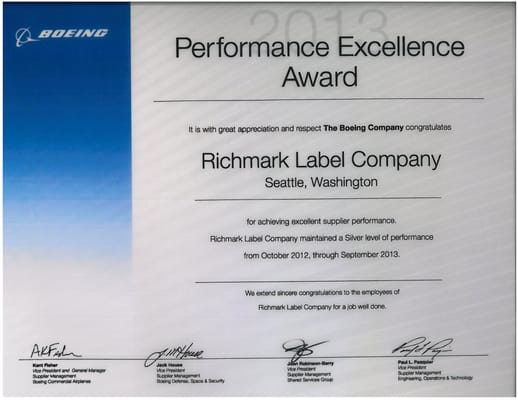 BOEING
2013
Performance Excellence
Award
It is with great appreciation and respect The Boeing Company congratulates
Richmark Label Company
Seattle, Washington
for achieving excellent supplier performance.
Richmark Label Company maintained a Silver level of performance
from October 2012, through September 2013.
We extend sincere congratulations to the employees of
Richmark Label Company for a job well done.
Kent Fisher
Vice President and General Manager
Supplier Management
Boeing Commercial Airplanes
Jack House
Vice President
Supplier Management
Boeing Defense, Space & Security
Joan Robinson-Berry
Vice President
Supplier Management
Shared Services Group
Paul L. Pasquier
Vice President
Supplier Management
Engineering, Operations & Technology